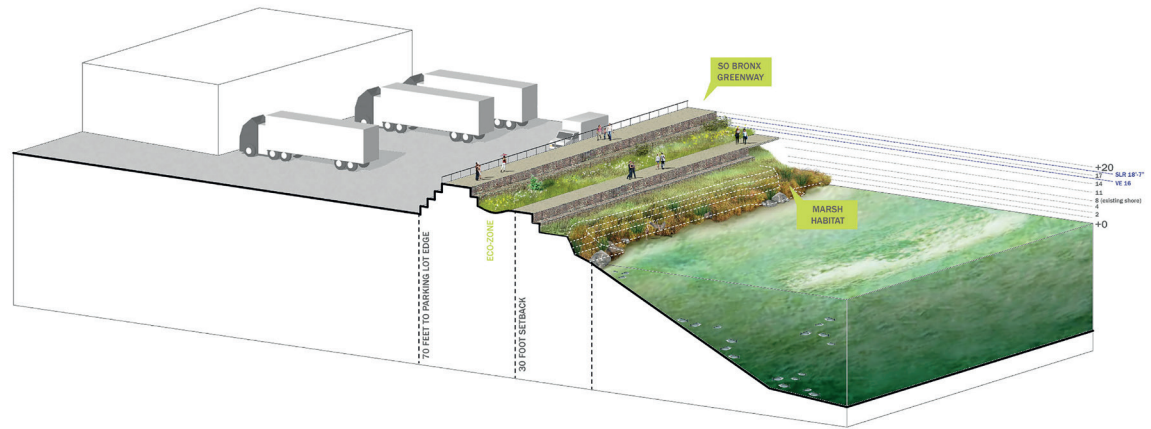 SO BRONX
GREENWAY
+20
17 SLR 18'-7"
14 VE 16
11
8 (existing shore)
4
2
+0
MARSH
HABITAT
ECO-ZONE
70 FEET TO PARKING LOT EDGE
30 FOOT SETBACK